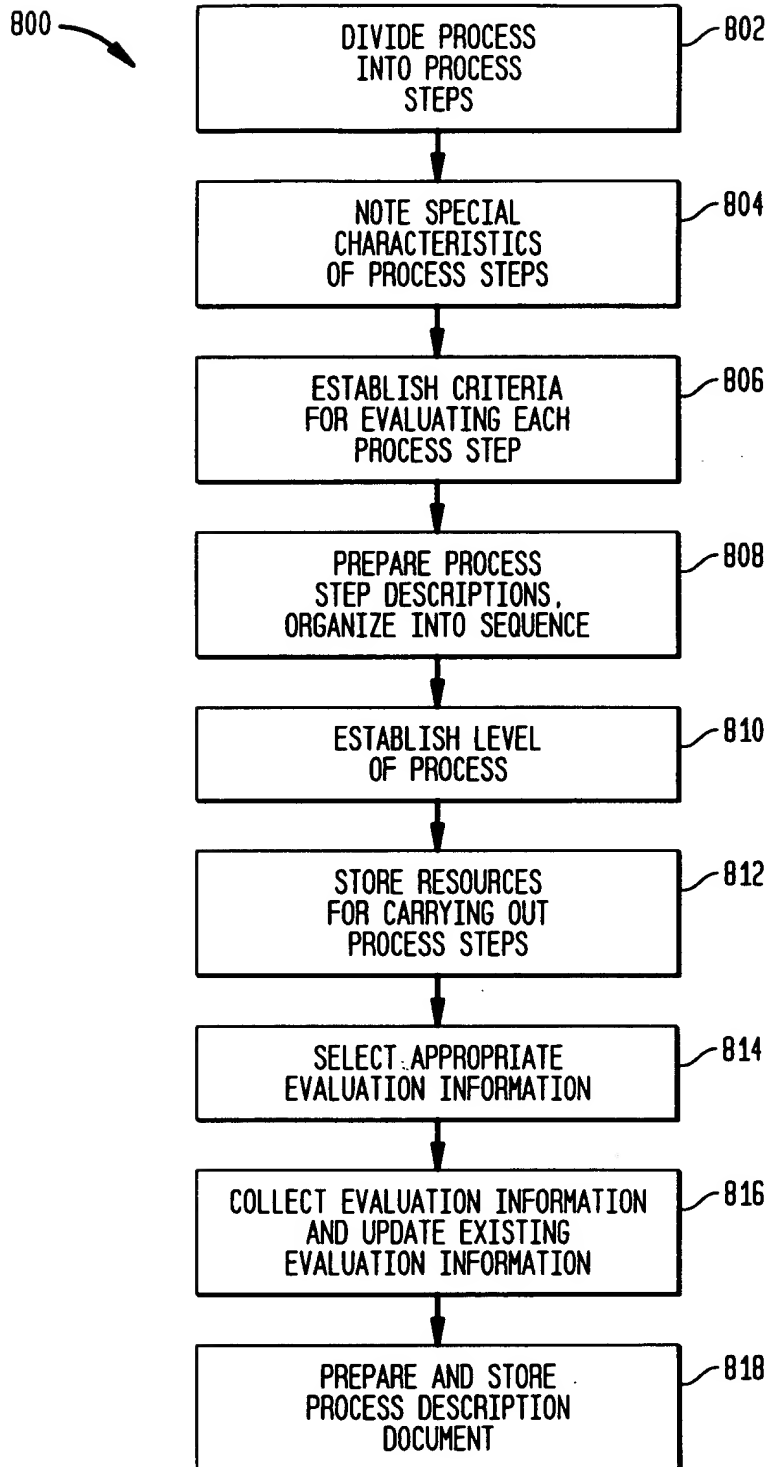 800
DIVIDE PROCESS
INTO PROCESS
STEPS
802
NOTE SPECIAL
CHARACTERISTICS
OF PROCESS STEPS
804
ESTABLISH CRITERIA
FOR EVALUATING EACH
PROCESS STEP
806
PREPARE PROCESS
STEP DESCRIPTIONS,
ORGANIZE INTO SEQUENCE
808
ESTABLISH LEVEL
OF PROCESS
810
STORE RESOURCES
FOR CARRYING OUT
PROCESS STEPS
812
SELECT APPROPRIATE
EVALUATION INFORMATION
814
COLLECT EVALUATION INFORMATION
AND UPDATE EXISTING
EVALUATION INFORMATION
816
PREPARE AND STORE
PROCESS DESCRIPTION
DOCUMENT
818